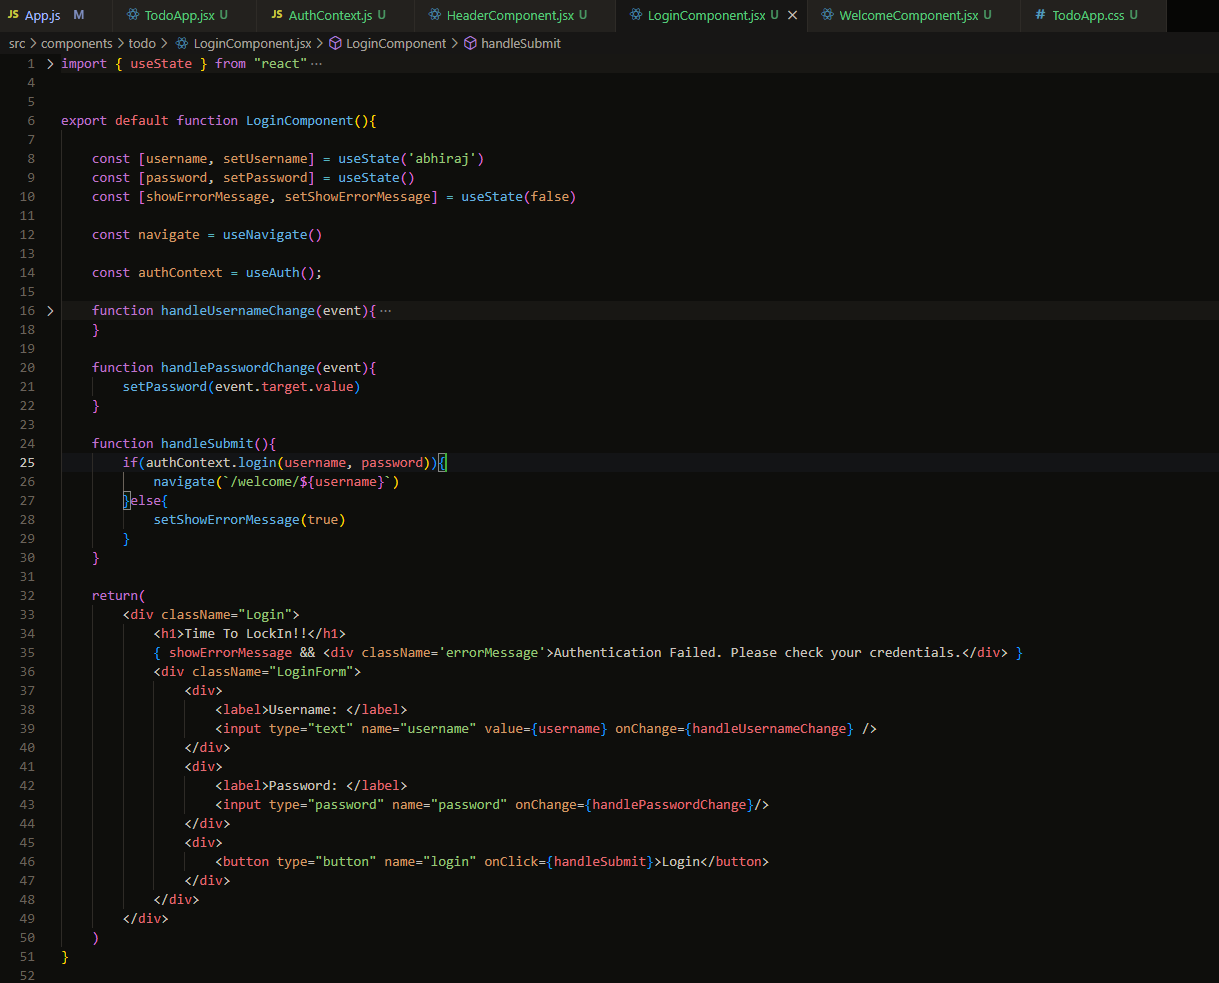 JS App.js M TodoApp.jsx U JS AuthContext.js U HeaderComponent.jsx U LoginComponent.jsx U × WelcomeComponent.jsx U # TodoApp.css U
src > components > todo > LoginComponent.jsx > LoginComponent > handleSubmit
1 > import { useState } from "react" ···
4
5
6 export default function LoginComponent(){
7
8 const [username, setUsername] = useState('abhiraj')
9 const [password, setPassword] = useState()
10 const [showErrorMessage, setShowErrorMessage] = useState(false)
11
12 const navigate = useNavigate()
13
14 const authContext = useAuth();
15
16 > function handleUsernameChange(event){ ···
18 }
19
20 function handlePasswordChange(event){
21 setPassword(event.target.value)
22 }
23
24 function handleSubmit(){
25 if(authContext.login(username, password)){
26 navigate(`/welcome/${username}`)
27 }else{
28 setShowErrorMessage(true)
29 }
30 }
31
32 return(
33 <div className="Login">
34 <h1>Time To LockIn!!</h1>
35 { showErrorMessage && <div className='errorMessage'>Authentication Failed. Please check your credentials.</div> }
36 <div className="LoginForm">
37 <div>
38 <label>Username: </label>
39 <input type="text" name="username" value={username} onChange={handleUsernameChange} />
40 </div>
41 <div>
42 <label>Password: </label>
43 <input type="password" name="password" onChange={handlePasswordChange}/>
44 </div>
45 <div>
46 <button type="button" name="login" onClick={handleSubmit}>Login</button>
47 </div>
48 </div>
49 </div>
50 )
51 }
52